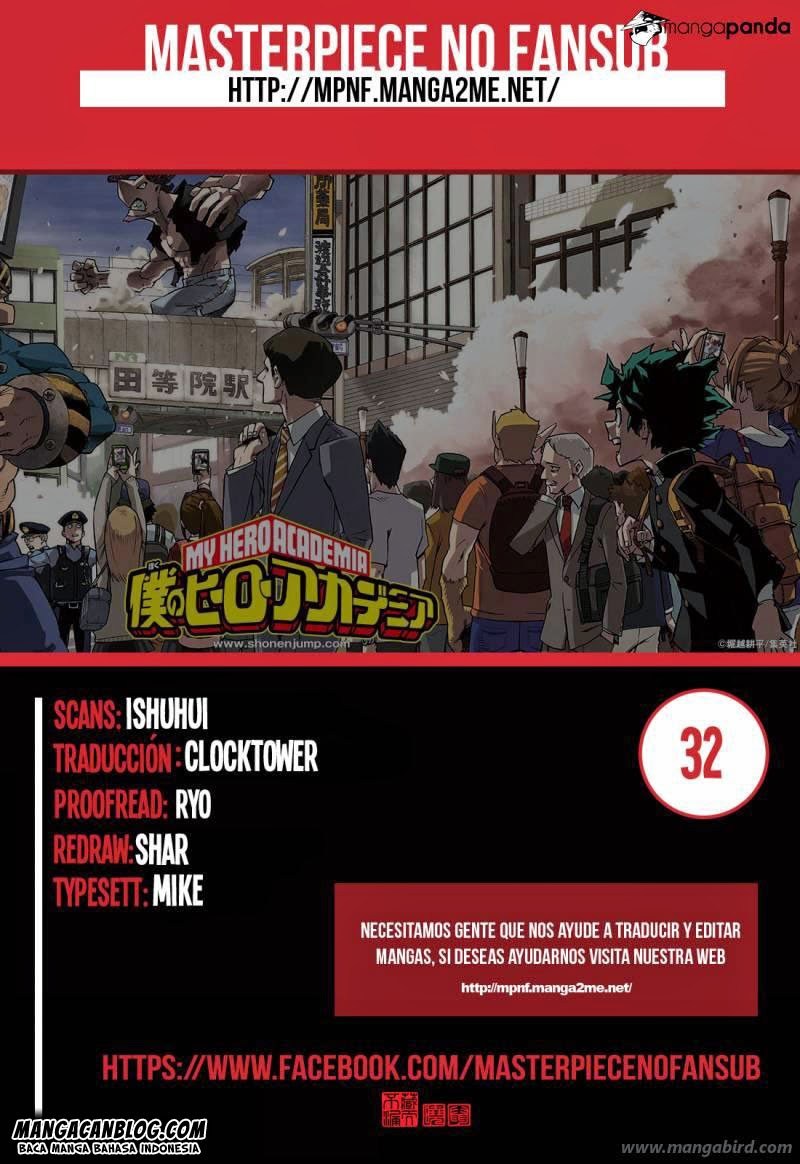 MASTERPIECE NO FANSUB
mangapanda
HTTP://MPNF.MANGA2ME.NET/
田等院駅
MY HERO ACADEMIA
ぼく
僕のヒーローアカデミア
www.shonenjump.com
©堀越耕平/集英社
SCANS: ISHUHUI
TRADUCCIÓN: CLOCKTOWER
PROOFREAD: RYO
REDRAW: SHAR
TYPESETT: MIKE
32
NECESITAMOS GENTE QUE NOS AYUDE A TRADUCIR Y EDITAR
MANGAS, SI DESEAS AYUDARNOS VISITA NUESTRA WEB
http://mpnf.manga2me.net/
HTTPS://WWW.FACEBOOK.COM/MASTERPIECENOFANSUB
MANGACANBLOG.COM
BACA MANGA BAHASA INDONESIA
www.mangabird.com